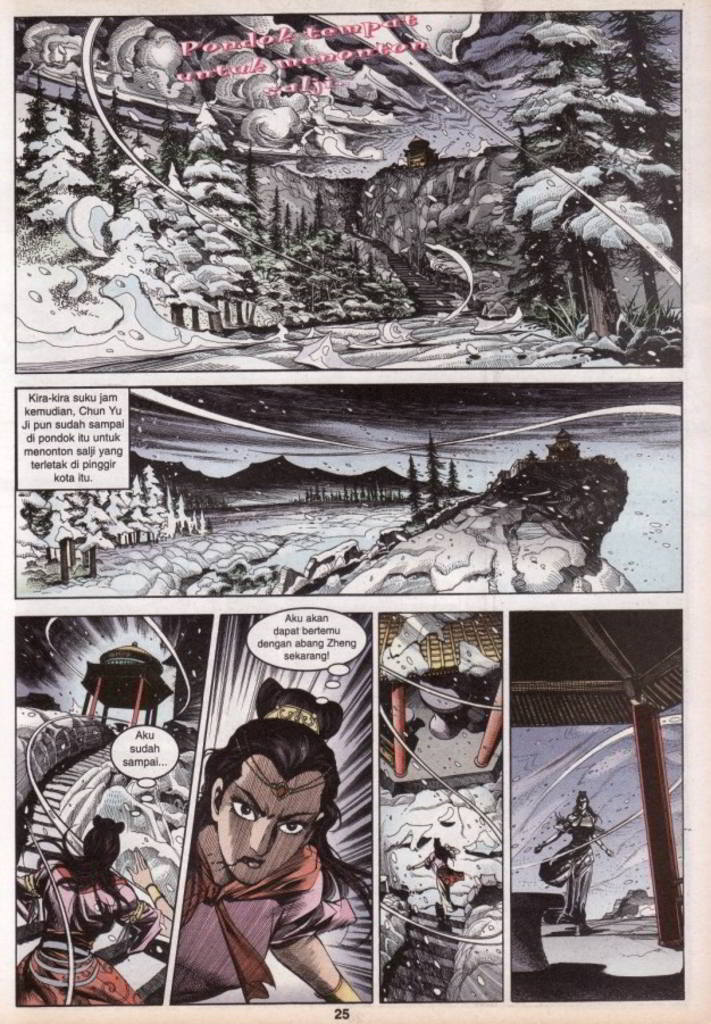 Pondok tempat
untuk menonton
salji.
Kira-kira suku jam
kemudian, Chun Yu
Ji pun sudah sampai
di pondok itu untuk
menonton salji yang
terletak di pinggir
kota itu.
Aku
sudah
sampai...
Aku akan
dapat bertemu
dengan abang Zheng
sekarang!
25